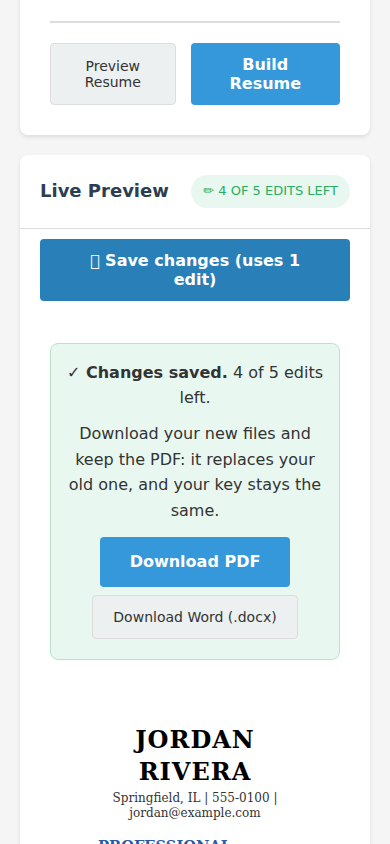 Preview
Resume
Build
Resume
Live Preview
✏ 4 OF 5 EDITS LEFT
Save changes (uses 1
edit)
✓ Changes saved. 4 of 5 edits
left.
Download your new files and
keep the PDF: it replaces your
old one, and your key stays the
same.
Download PDF
Download Word (.docx)
JORDAN
RIVERA
Springfield, IL | 555-0100 |
jordan@example.com
PROFESSIONAL